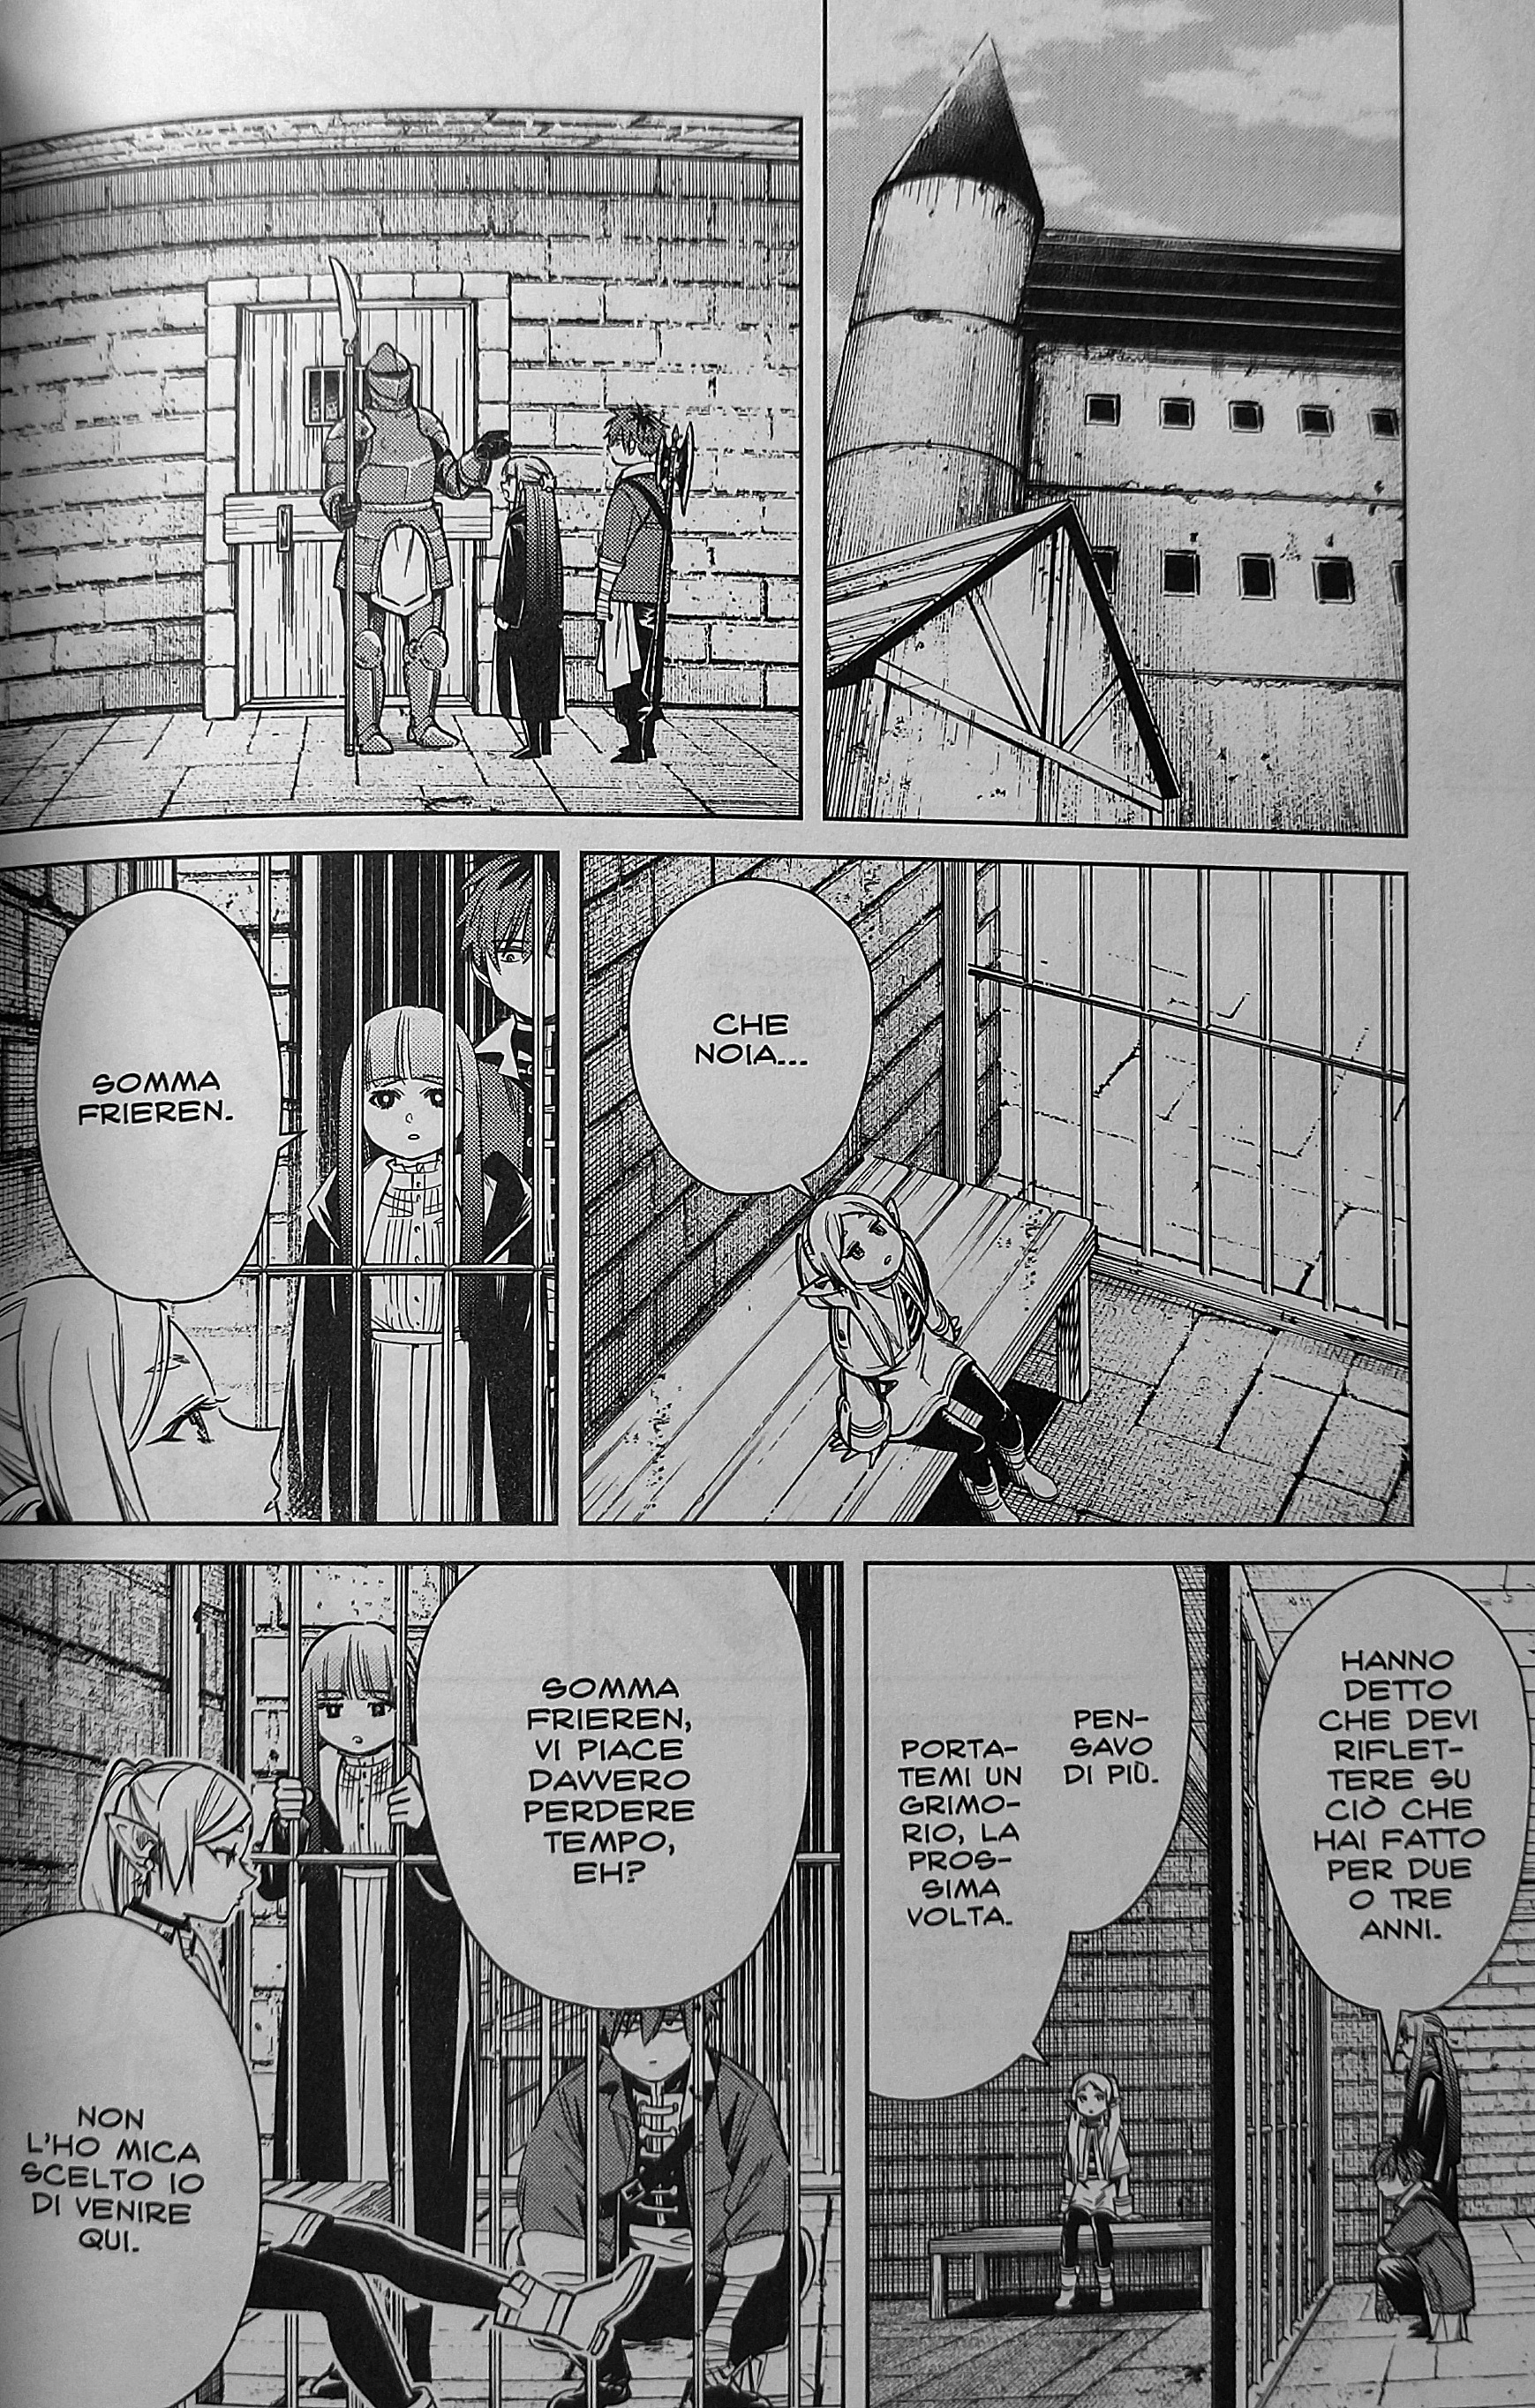 CHE
NOIA...
SOMMA
FRIEREN.
HANNO
DETTO
CHE DEVI
RIFLET-
TERE SU
CIÒ CHE
HAI FATTO
PER DUE
O TRE
ANNI.
PEN-
SAVO
DI PIÙ.
PORTA-
TEMI UN
GRIMO-
RIO, LA
PROS-
SIMA
VOLTA.
SOMMA
FRIEREN,
VI PIACE
DAVVERO
PERDERE
TEMPO,
EH?
NON
L'HO MICA
SCELTO IO
DI VENIRE
QUI.